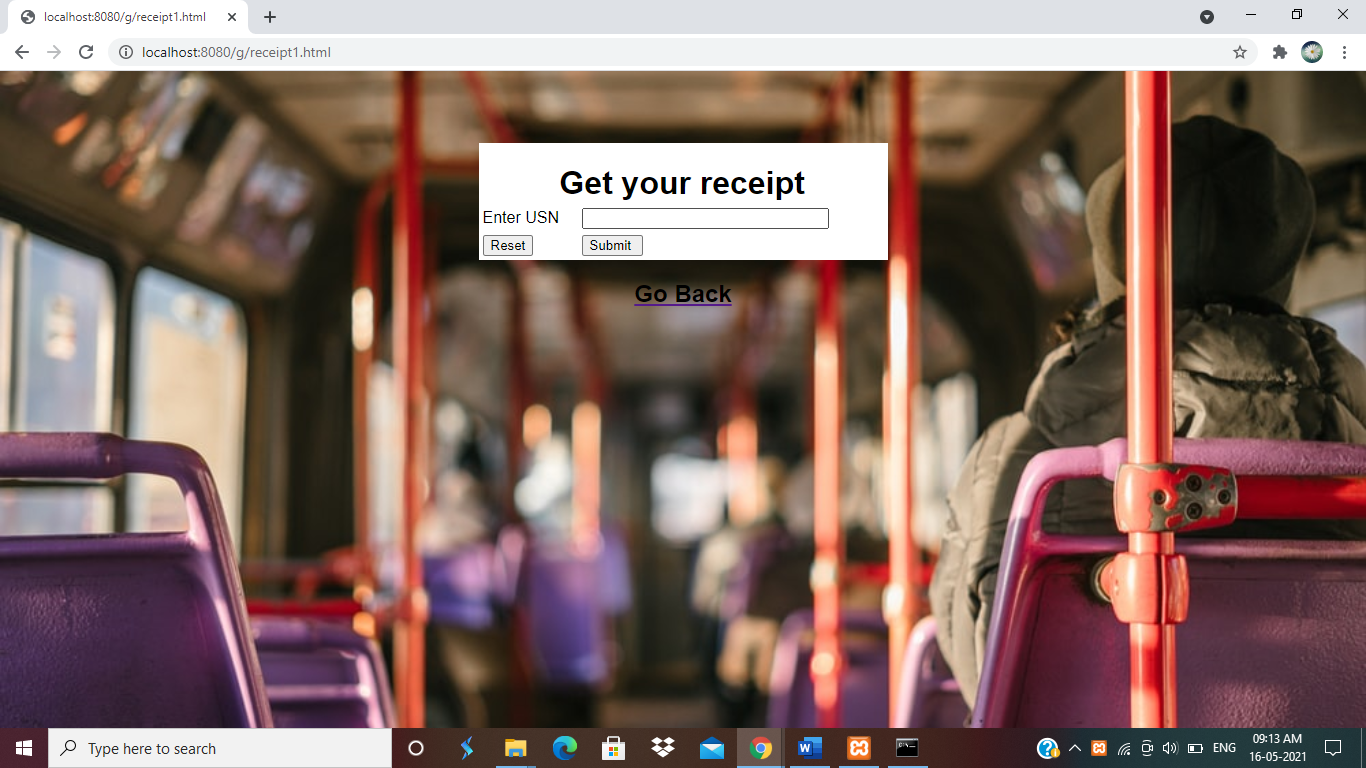 localhost:8080/g/receipt1.html
localhost:8080/g/receipt1.html
Get your receipt
Enter USN
Reset Submit
Go Back
Type here to search
ENG
09:13 AM
16-05-2021